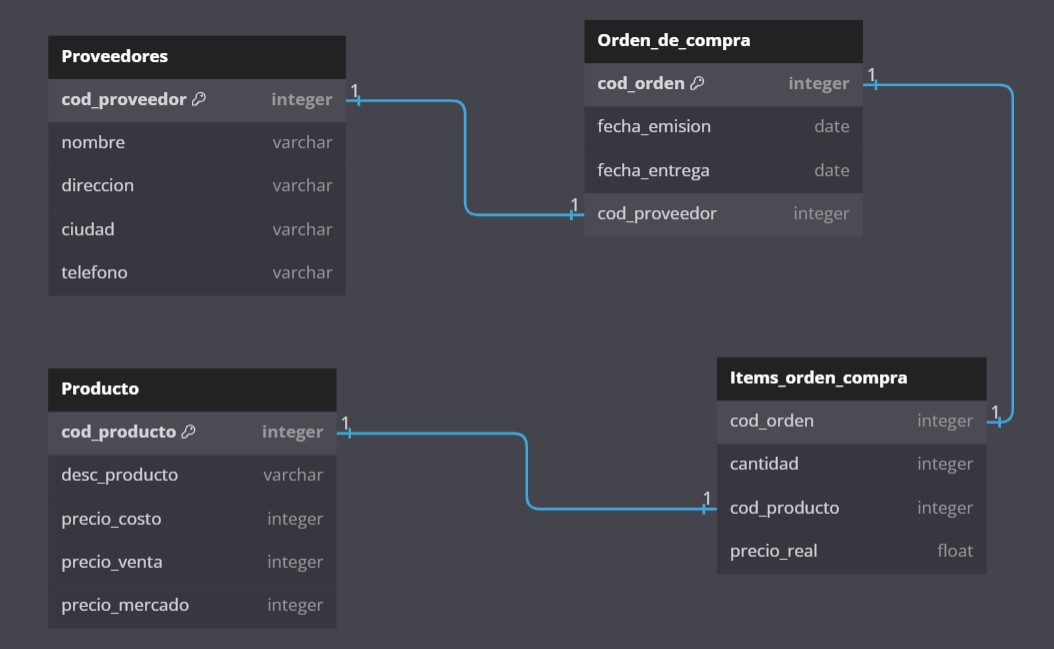 Proveedores
cod_proveedor integer
nombre varchar
direccion varchar
ciudad varchar
telefono varchar
1
1
Orden_de_compra
cod_orden integer
fecha_emision date
fecha_entrega date
cod_proveedor integer
1
1
Producto
cod_producto integer
desc_producto varchar
precio_costo integer
precio_venta integer
precio_mercado integer
1
1
Items_orden_compra
cod_orden integer
cantidad integer
cod_producto integer
precio_real float